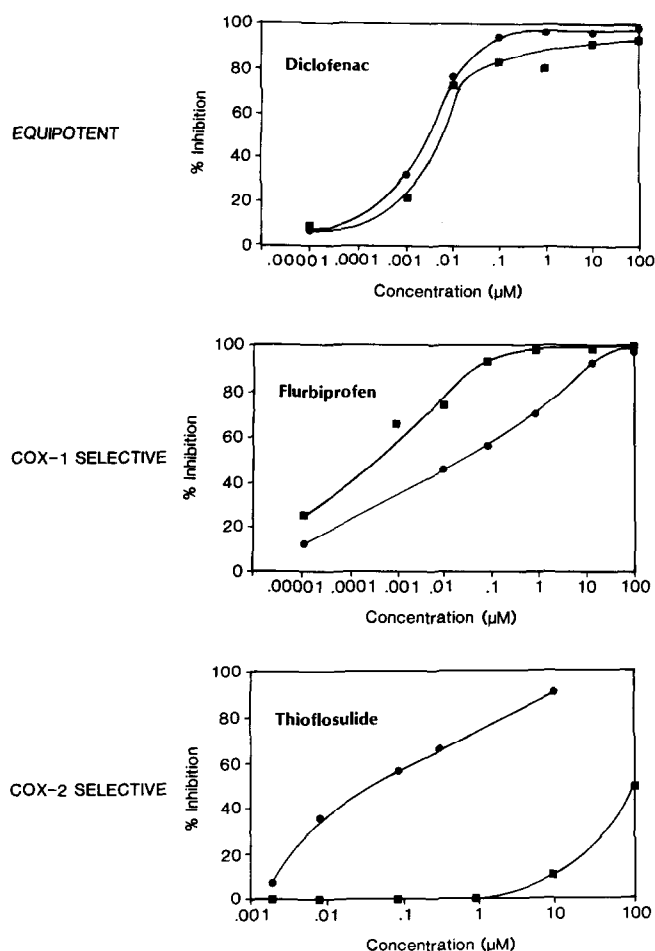 100
Diclofenac
80
60
EQUIPOTENT
% Inhibition
40
20
0
.00001 .0001 .001 .01 .1 1 10 100
Concentration (µM)
100
Flurbiprofen
80
60
COX-1 SELECTIVE
% Inhibition
40
20
0
.00001 .0001 .001 .01 .1 1 10 100
Concentration (µM)
100
Thioflosulide
80
60
COX-2 SELECTIVE
% Inhibition
40
20
0
.001 .01 .1 1 10 100
Concentration (µM)